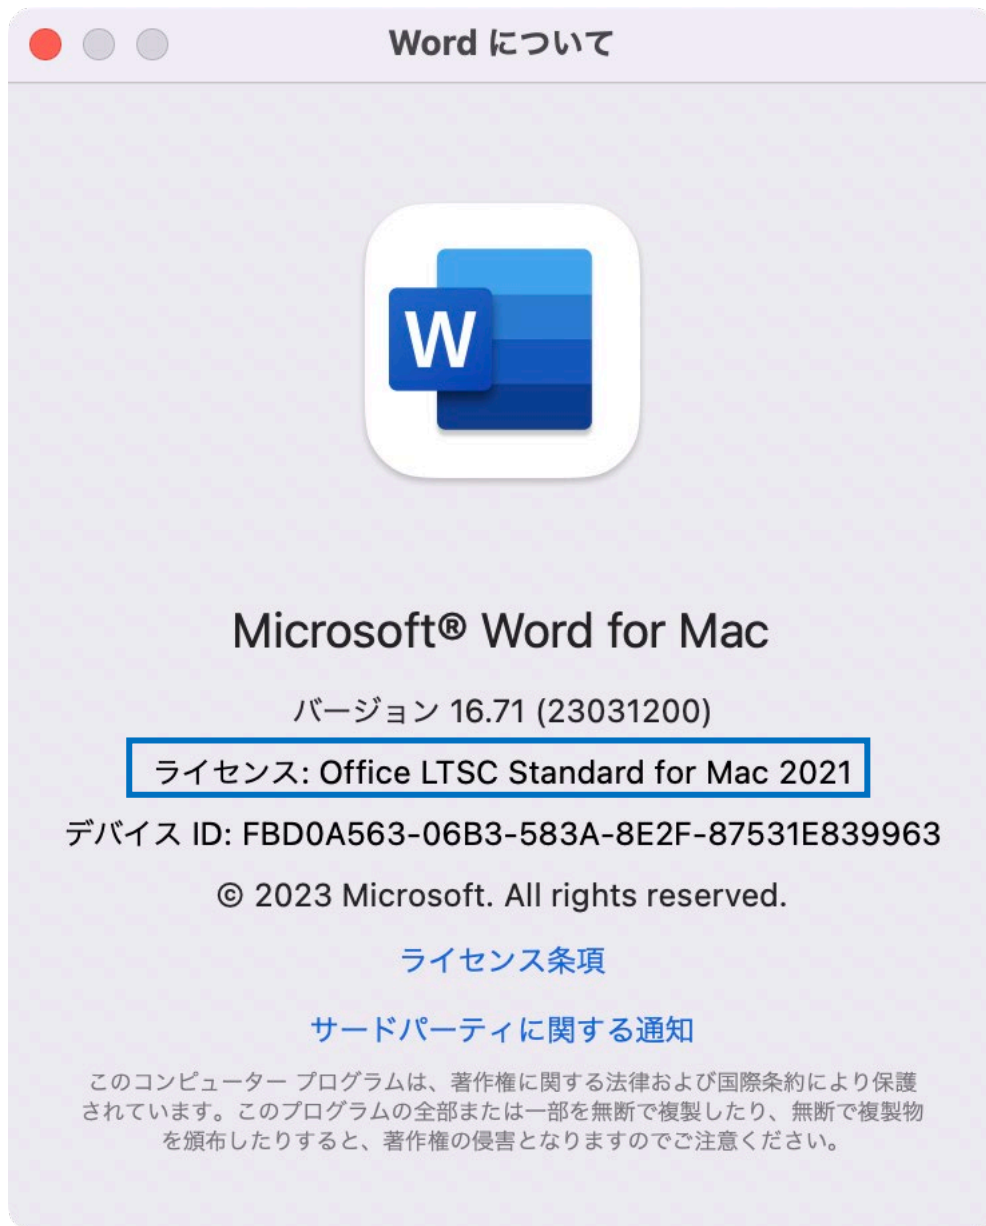 Word について
W
Microsoft® Word for Mac
バージョン 16.71 (23031200)
ライセンス: Office LTSC Standard for Mac 2021
デバイス ID: FBD0A563-06B3-583A-8E2F-87531E839963
© 2023 Microsoft. All rights reserved.
ライセンス条項
サードパーティに関する通知
このコンピューター プログラムは、著作権に関する法律および国際条約により保護
されています。このプログラムの全部または一部を無断で複製したり、無断で複製物
を頒布したりすると、著作権の侵害となりますのでご注意ください。